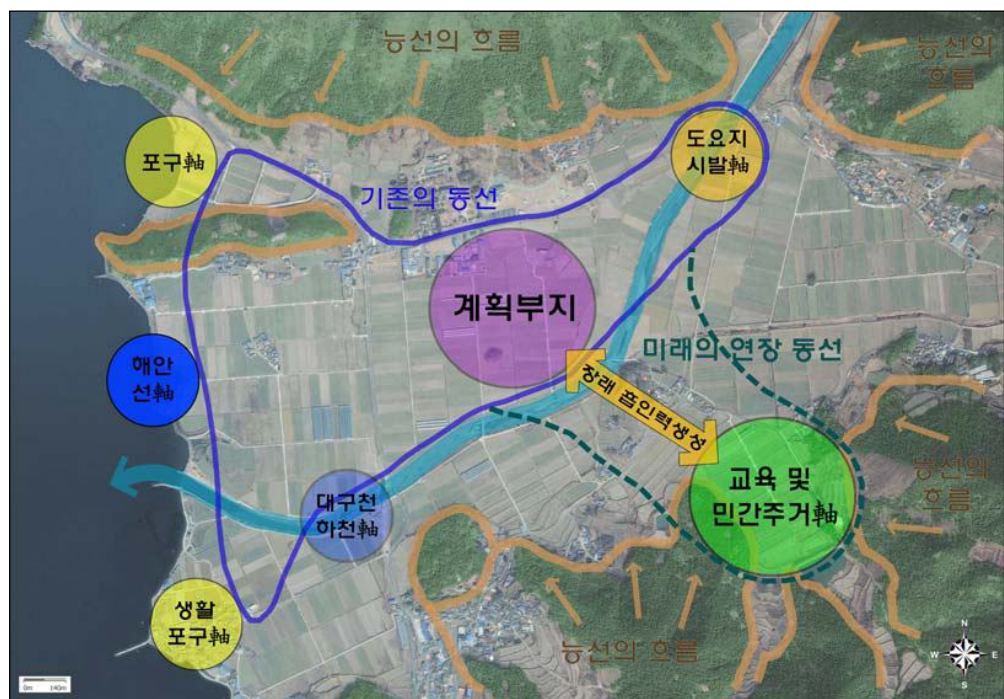 능선의 흐름
능선의
흐름
포구軸
도요지
시발軸
기존의 동선
계획부지
미래의 연장 동선
해안
선軸
장래 흡인력생성
능선의
흐름
교육 및
민간주거軸
대구천
하천軸
생활
포구軸
능선의 흐름
N
W E
S
0m 140m